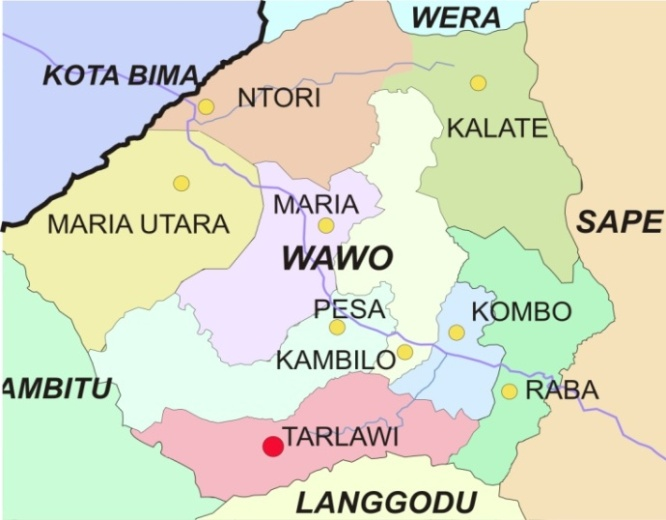 WERA
KOTA BIMA
NTORI
KALATE
MARIA
MARIA UTARA
SAPE
WAWO
PESA
KOMBO
KAMBILO
AMBITU
RABA
TARLAWI
LANGGODU